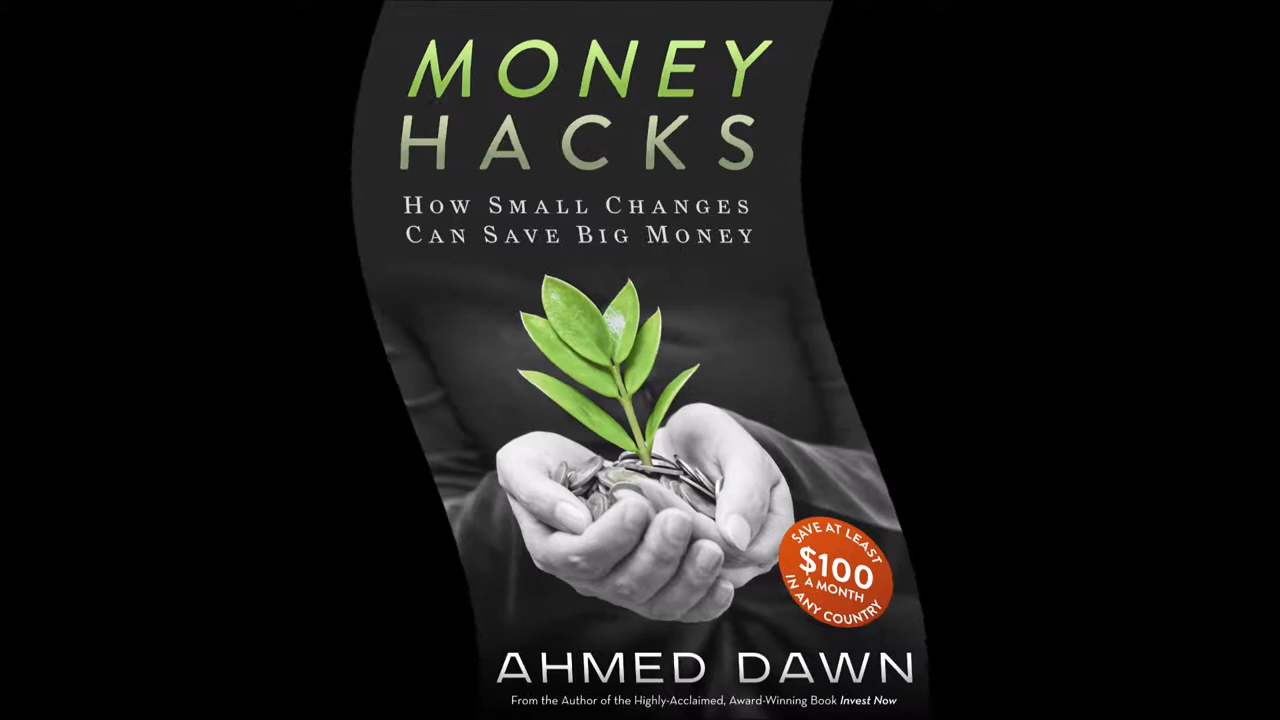 MONEY
HACKS
HOW SMALL CHANGES
CAN SAVE BIG MONEY
SAVE AT LEAST
$100
A MONTH
IN ANY COUNTRY
AHMED DAWN
From the Author of the Highly-Acclaimed, Award-Winning Book Invest Now